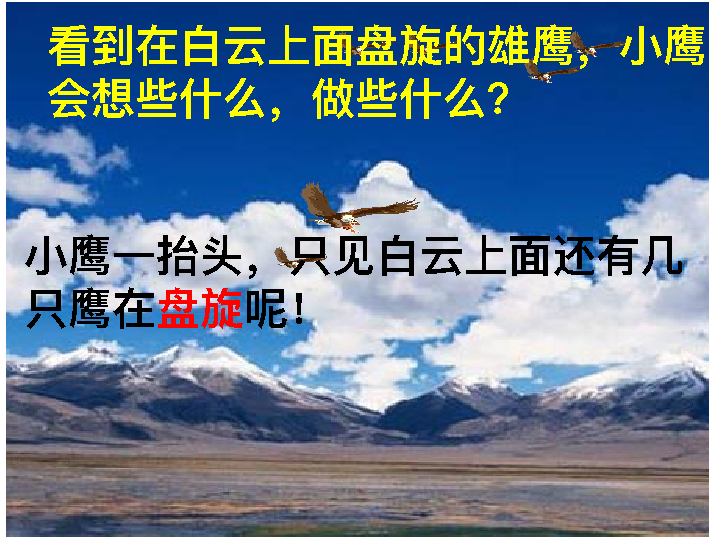 看到在白云上面盘旋的雄鹰，小鹰
会想些什么，做些什么？
小鹰一抬头，只见白云上面还有几
只鹰在盘旋呢！